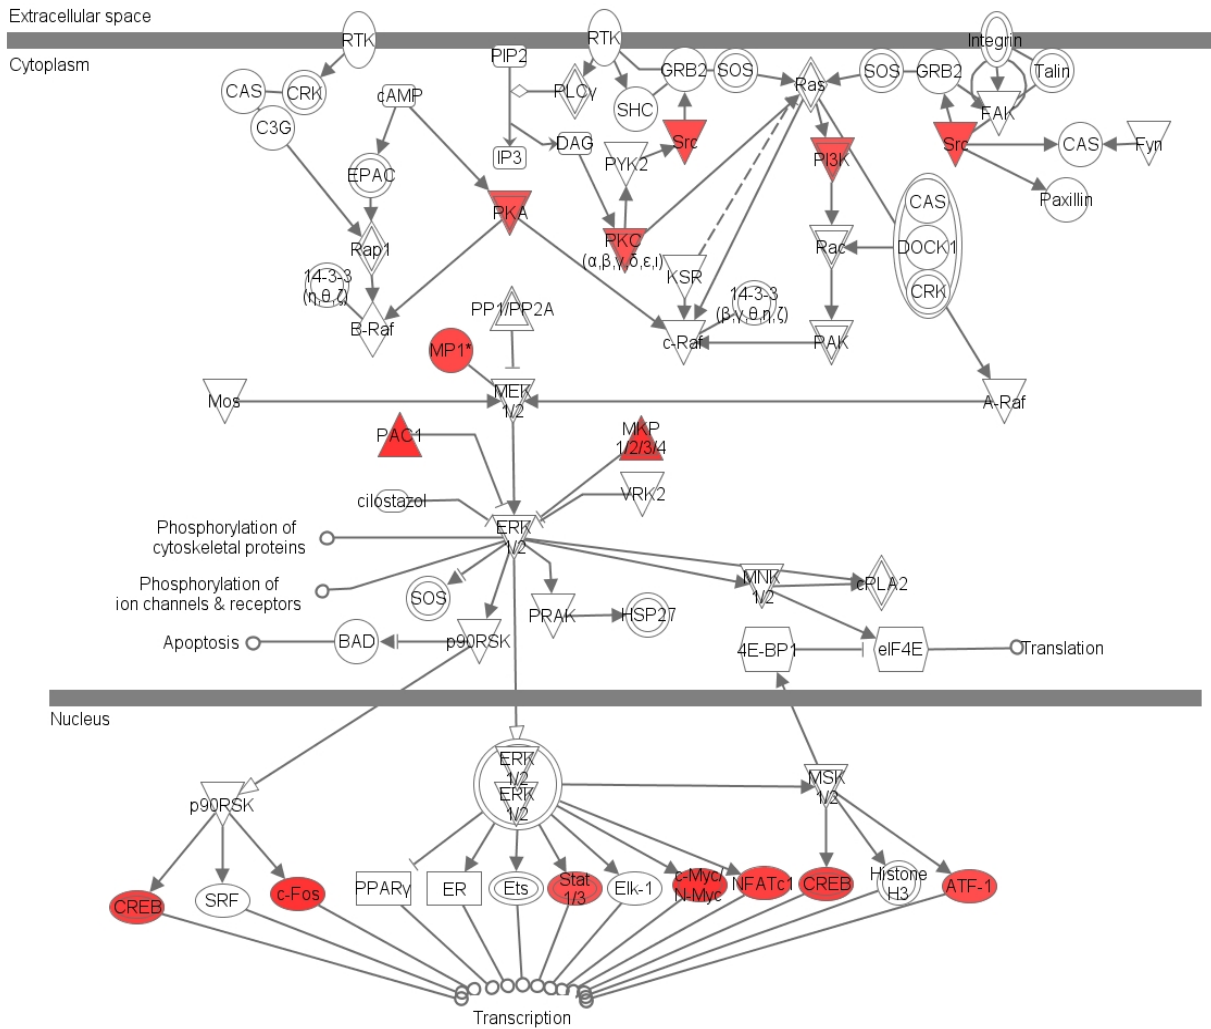 Extracellular space
Cytoplasm
RTK
RTK
Integrin
PIP2
GRB2
SOS
SOS
GRB2
Talin
CAS
CRK
cAMP
PLCγ
Ras
SHC
FAK
C3G
DAG
Src
Src
CAS
Fyn
IP3
PYK2
PI3K
EPAC
Paxillin
PKA
CAS
PKC
(α,β,γ,δ,ε,ι)
Rap1
Rac
DOCK1
KSR
14-3-3
(η,θ,ζ)
14-3-3
(β,γ,θ,η,ζ)
CRK
PP1/PP2A
B-Raf
c-Raf
PAK
MP1*
MEK
1/2
Mos
A-Raf
PAC1
MKP
1/2/3/4
cilostazol
VRK2
ERK
1/2
Phosphorylation of
cytoskeletal proteins
Phosphorylation of
ion channels & receptors
SOS
MNK
1/2
cPLA2
PRAK
HSP27
Apoptosis
BAD
p90RSK
4E-BP1
eIF4E
Translation
Nucleus
ERK
1/2
ERK
1/2
MSK
1/2
p90RSK
CREB
SRF
c-Fos
PPARγ
ER
Ets
Stat
1/3
Elk-1
c-Myc/
N-Myc
NFATc1
CREB
Histone
H3
ATF-1
Transcription